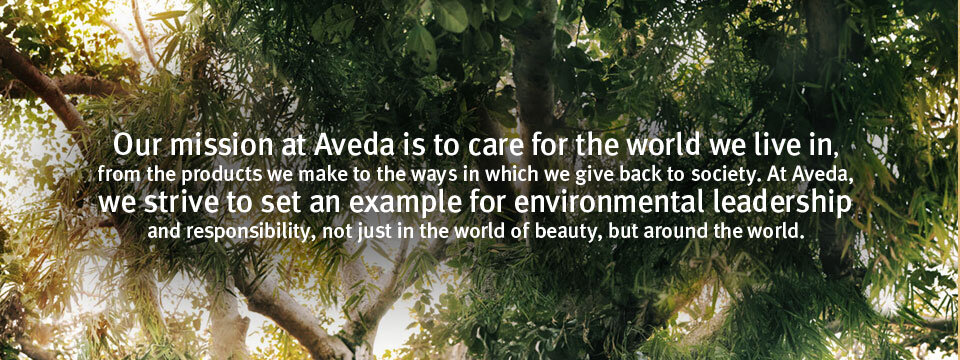 Our mission at Aveda is to care for the world we live in,
from the products we make to the ways in which we give back to society. At Aveda,
we strive to set an example for environmental leadership
and responsibility, not just in the world of beauty, but around the world.